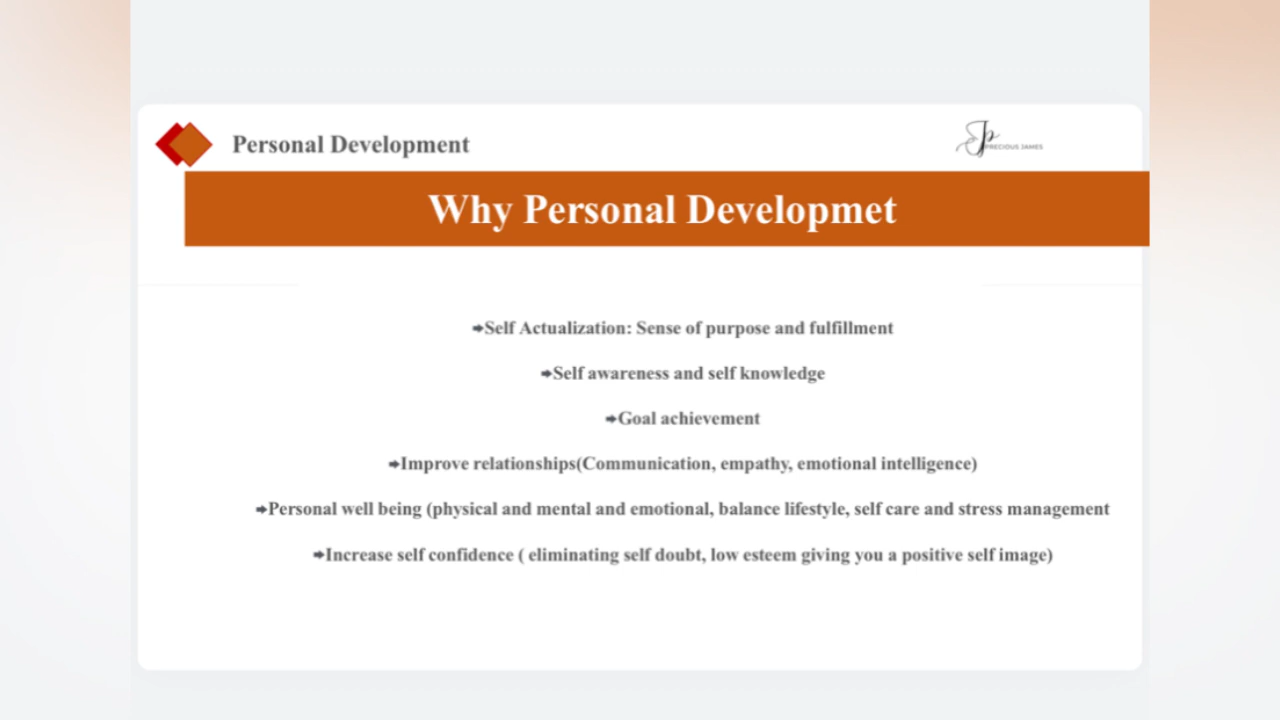 Personal Development
PRECIOUS JAMES
Why Personal Developmet
➡Self Actualization: Sense of purpose and fulfillment
➡Self awareness and self knowledge
➡Goal achievement
➡Improve relationships(Communication, empathy, emotional intelligence)
➡Personal well being (physical and mental and emotional, balance lifestyle, self care and stress management
➡Increase self confidence ( eliminating self doubt, low esteem giving you a positive self image)